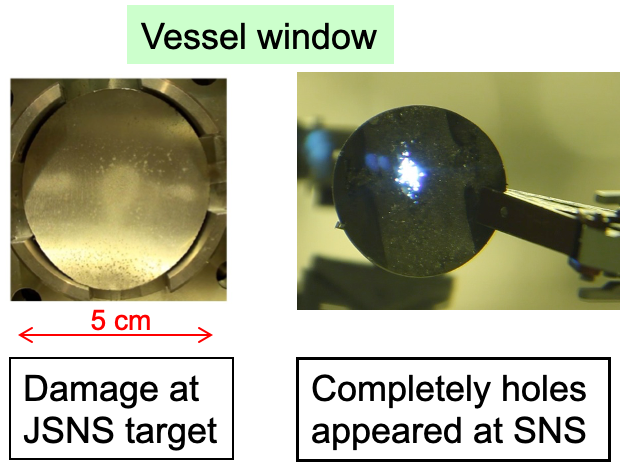 Vessel window
5 cm
Damage at
JSNS target
Completely holes
appeared at SNS